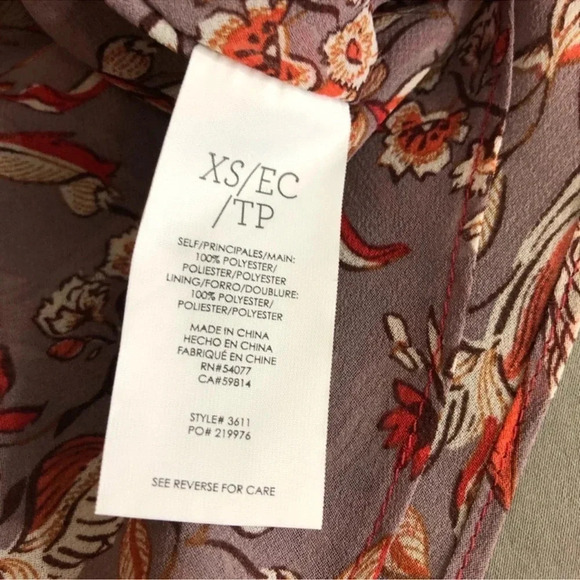 XS/EC
/TP
SELF/PRINCIPALES/MAIN:
100% POLYESTER/
POLIESTER/POLYESTER
LINING/FORRO/DOUBLURE:
100% POLYESTER/
POLIESTER/POLYESTER
MADE IN CHINA
HECHO EN CHINA
FABRIQUÉ EN CHINE
RN#54077
CA#59814
STYLE# 3611
PO# 219976
SEE REVERSE FOR CARE